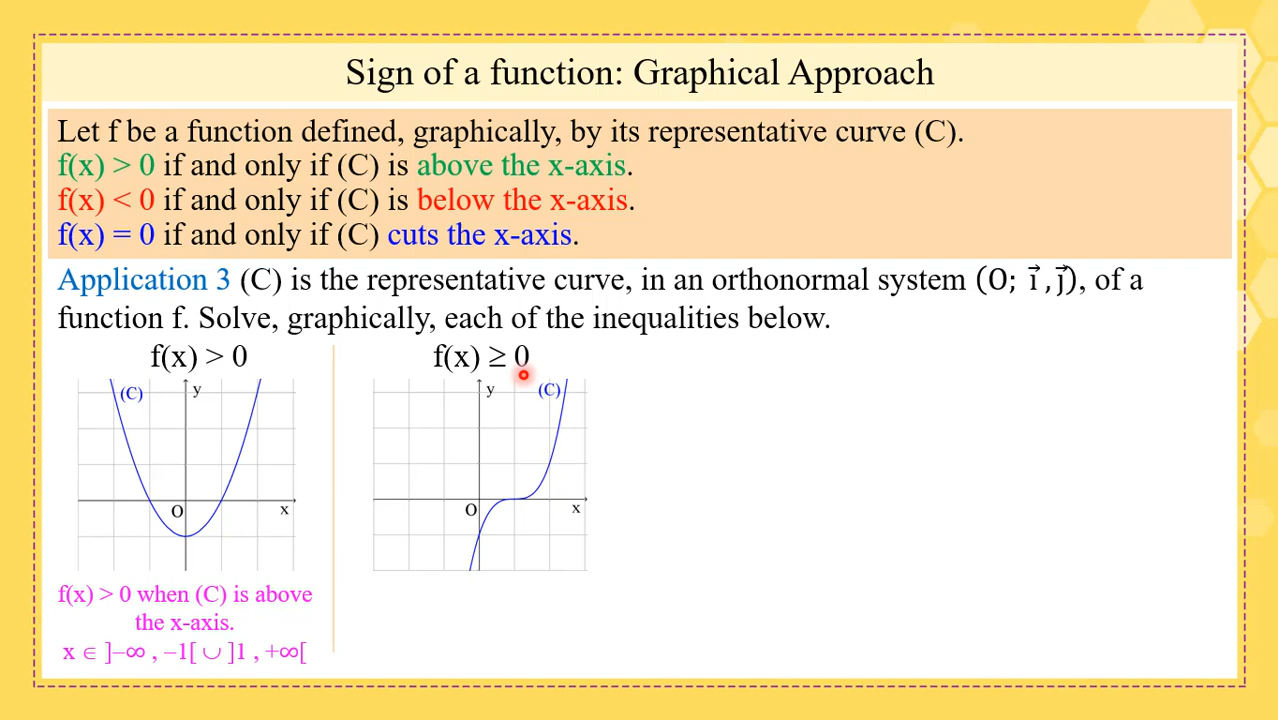 Sign of a function: Graphical Approach
Let f be a function defined, graphically, by its representative curve (C).
f(x) > 0 if and only if (C) is above the x-axis.
f(x) < 0 if and only if (C) is below the x-axis.
f(x) = 0 if and only if (C) cuts the x-axis.
Application 3 (C) is the representative curve, in an orthonormal system (O; i⃗ , j⃗), of a
function f. Solve, graphically, each of the inequalities below.
f(x) > 0
(C)
y
O
x
f(x) > 0 when (C) is above
the x-axis.
x ∈ ]–∞ , –1[ ∪ ]1 , +∞[
f(x) ≥ 0
y
(C)
O
x